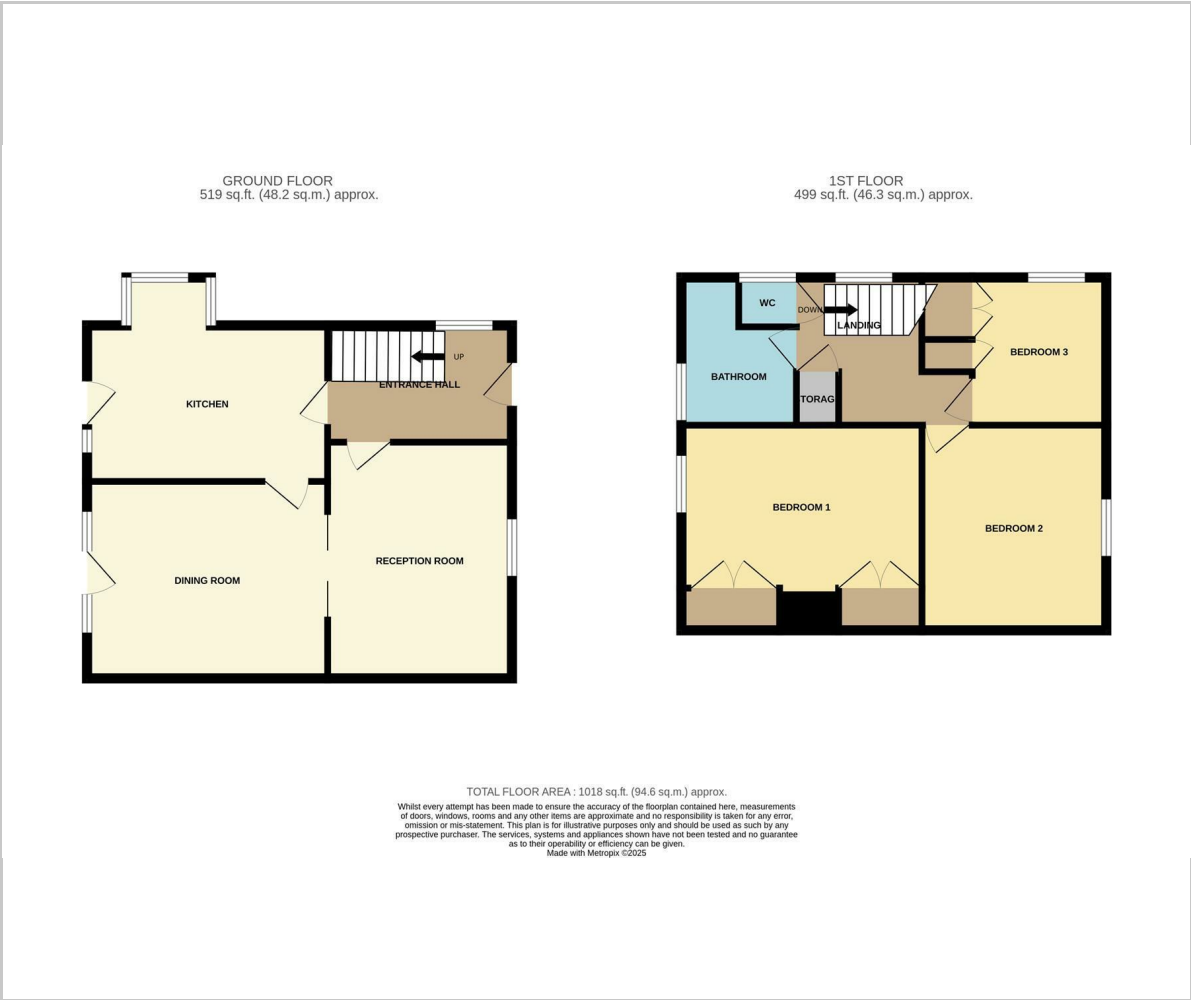 GROUND FLOOR
519 sq.ft. (48.2 sq.m.) approx.
1ST FLOOR
499 sq.ft. (46.3 sq.m.) approx.
UP
ENTRANCE HALL
KITCHEN
RECEPTION ROOM
DINING ROOM
WC
DOWN
LANDING
BEDROOM 3
BATHROOM
TORAG
BEDROOM 1
BEDROOM 2
TOTAL FLOOR AREA : 1018 sq.ft. (94.6 sq.m.) approx.
Whilst every attempt has been made to ensure the accuracy of the floorplan contained here, measurements
of doors, windows, rooms and any other items are approximate and no responsibility is taken for any error,
omission or mis-statement. This plan is for illustrative purposes only and should be used as such by any
prospective purchaser. The services, systems and appliances shown have not been tested and no guarantee
as to their operability or efficiency can be given.
Made with Metropix ©2025